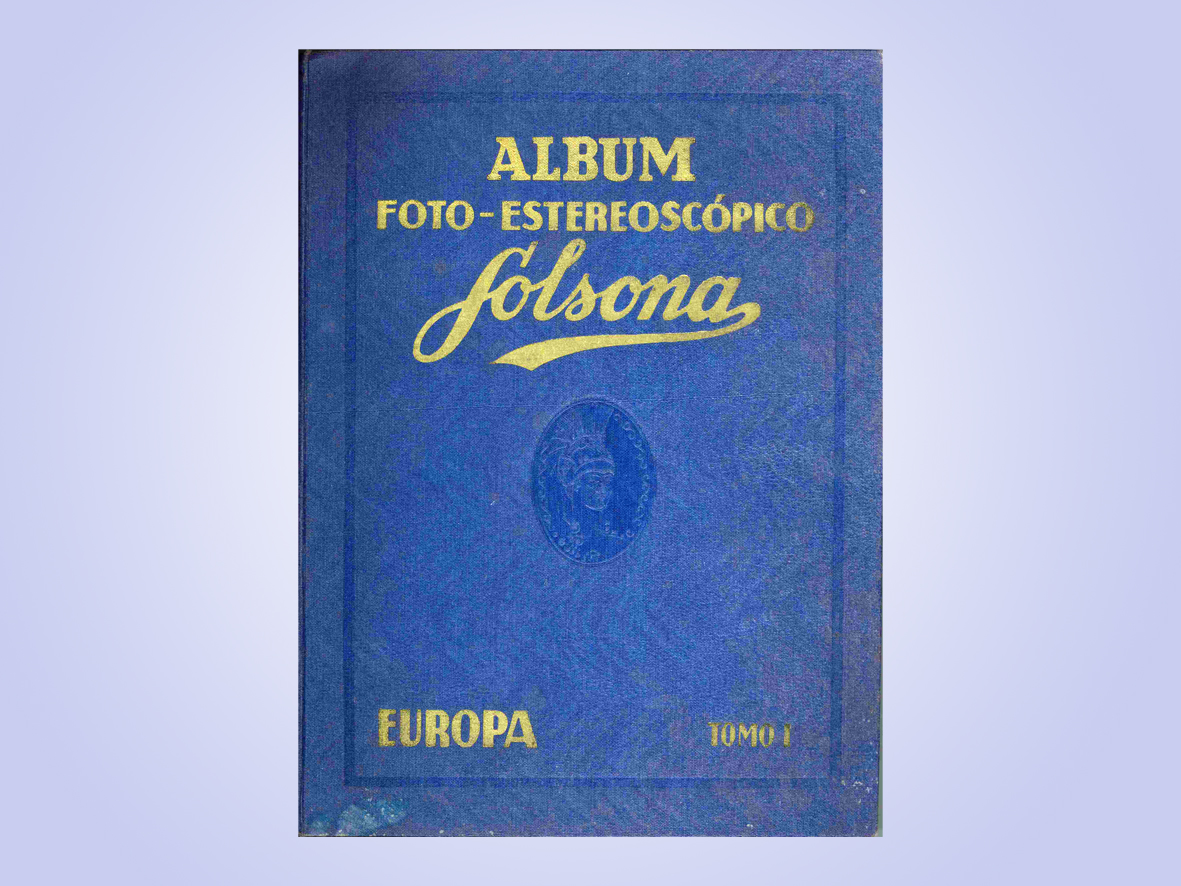 ALBUM
FOTO-ESTEREOSCÓPICO
Solsona
EUROPA
TOMO I